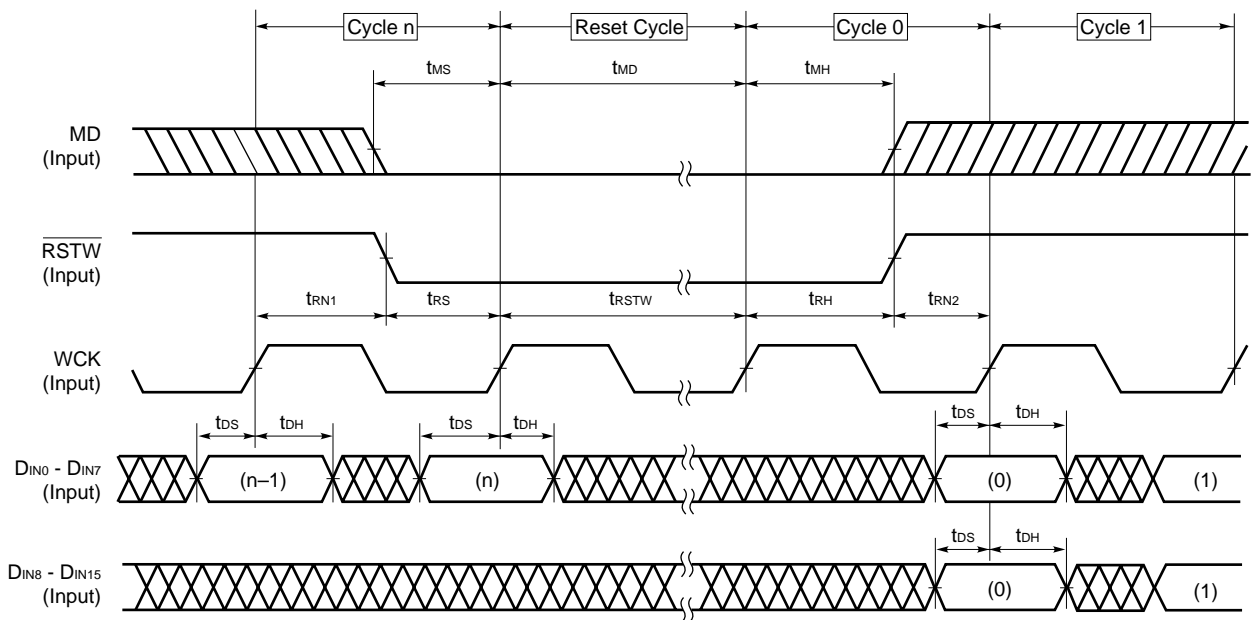 Cycle n Reset Cycle Cycle 0 Cycle 1
tMS tMD tMH
MD
(Input)
RSTW
(Input)
tRN1 tRS tRSTW tRH tRN2
WCK
(Input)
tDS tDH tDS tDH tDS tDH
DIN0 - DIN7
(Input)
(n–1) (n) (0) (1)
tDS tDH
DIN8 - DIN15
(Input)
(0) (1)